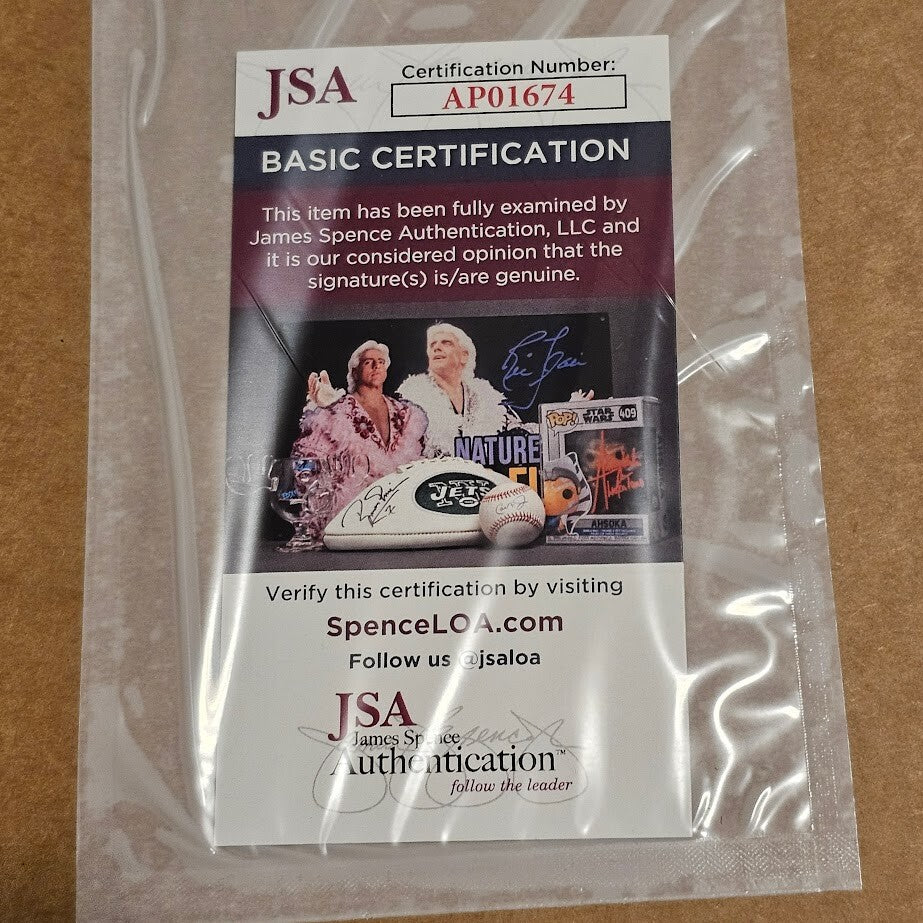 JSA
Certification Number:
AP01674
BASIC CERTIFICATION
This item has been fully examined by
James Spence Authentication, LLC and
it is our considered opinion that the
signature(s) is/are genuine.
NATURE
POP!
STAR
WARS
409
JETS
AHSOKA
Verify this certification by visiting
SpenceLOA.com
Follow us @jsaloa
JSA
James Spence
Authentication™
follow the leader